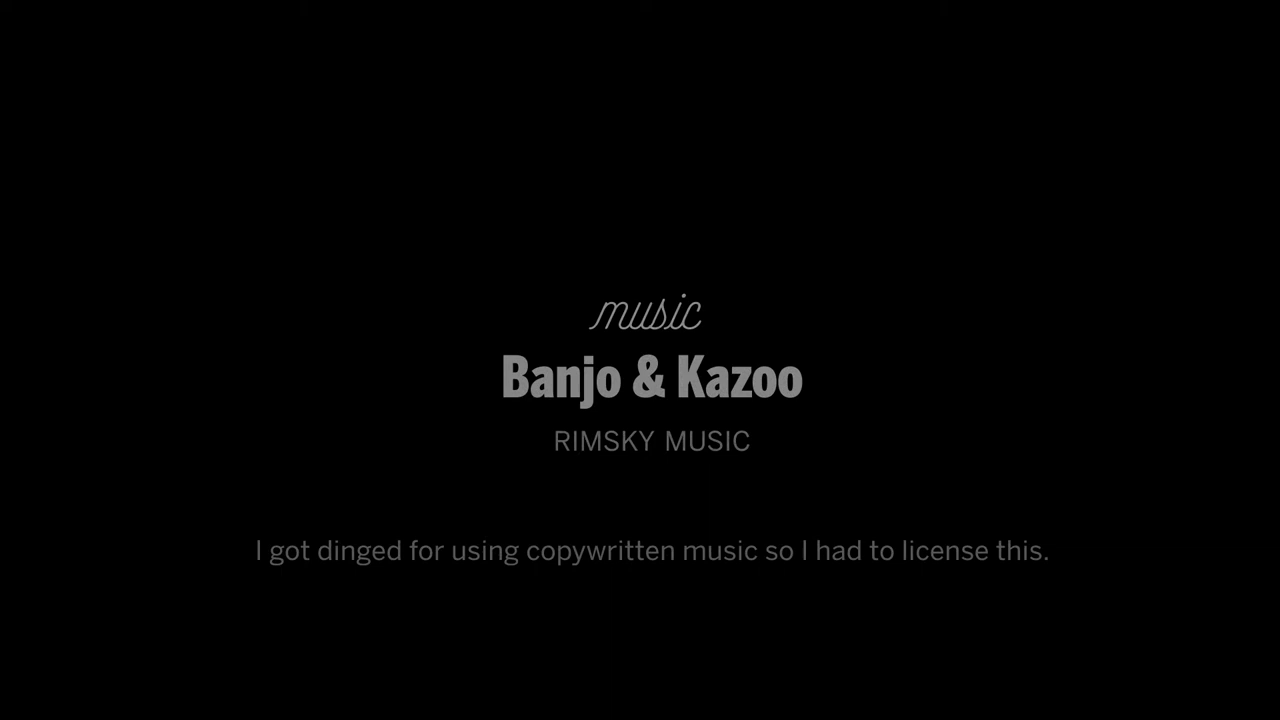 music
Banjo & Kazoo
RIMSKY MUSIC
I got dinged for using copywritten music so I had to license this.